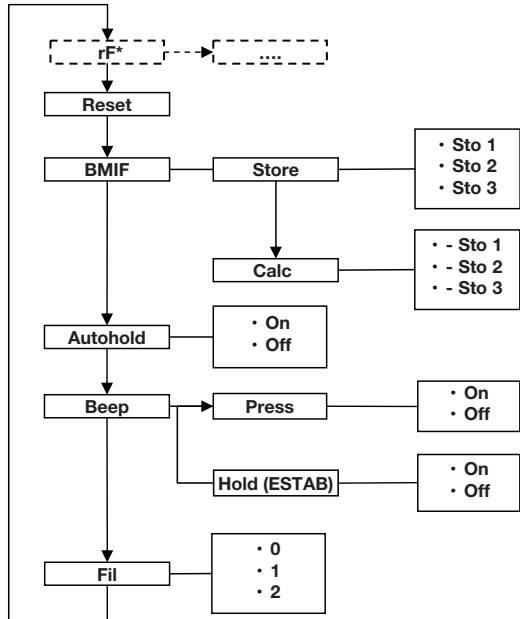 rF*
....
Reset
BMIF
Store
• Sto 1
• Sto 2
• Sto 3
Calc
• - Sto 1
• - Sto 2
• - Sto 3
Autohold
• On
• Off
Beep
Press
• On
• Off
Hold (ESTAB)
• On
• Off
Fil
• 0
• 1
• 2